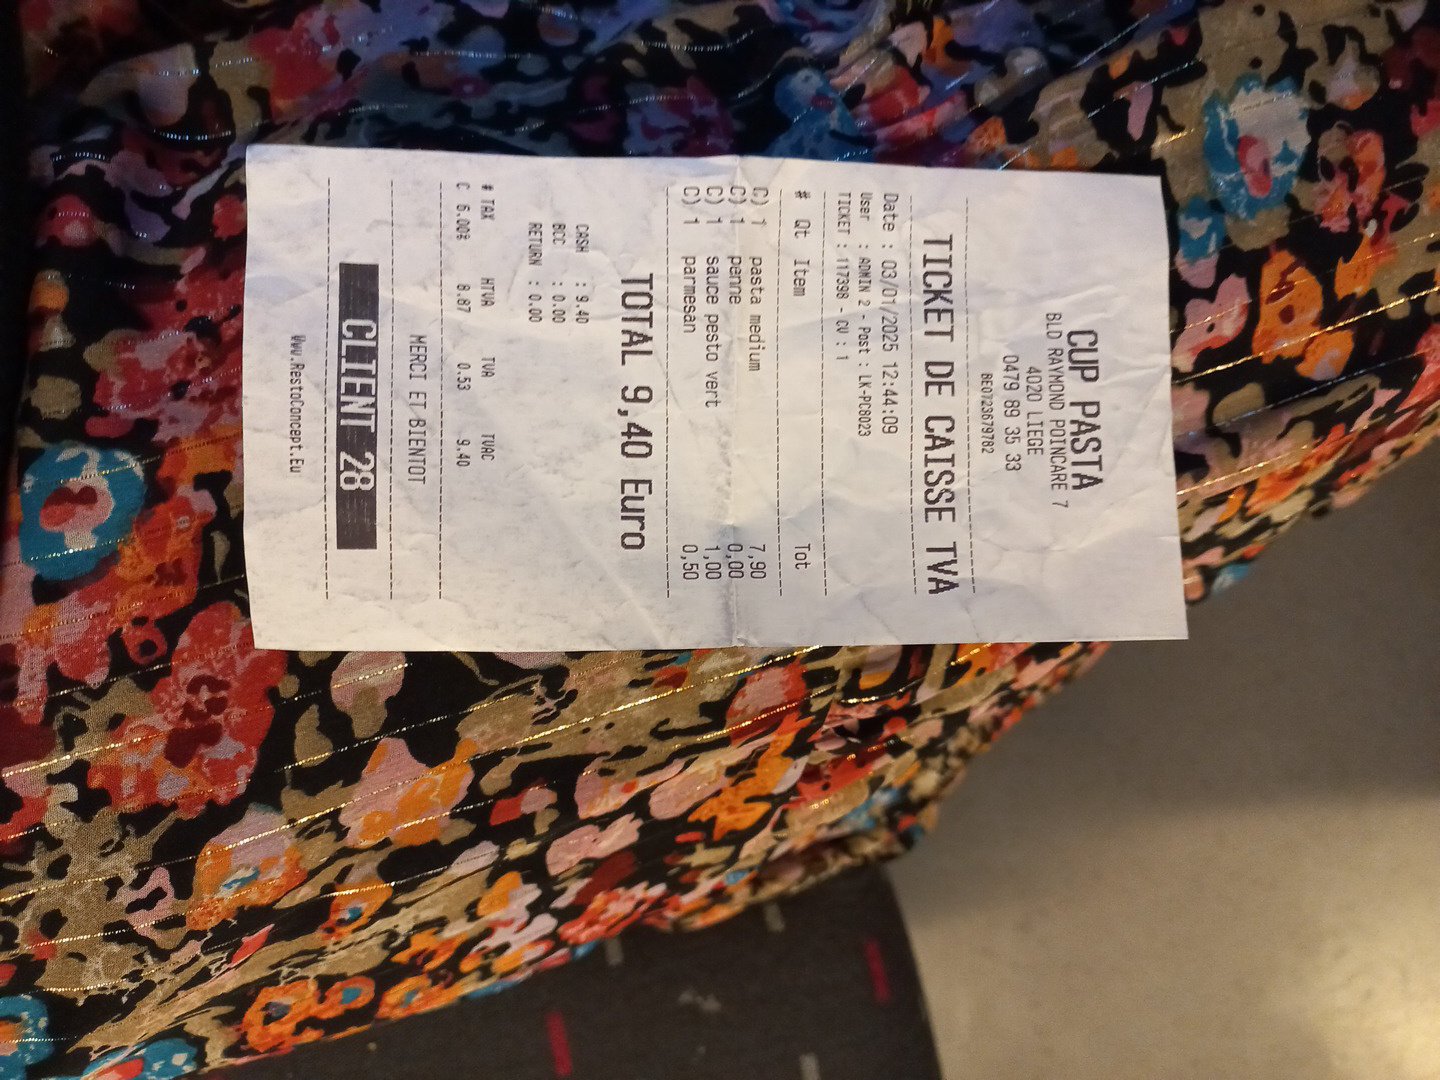 CUP PASTA
BLD RAYMOND POINCARE 7
4020 LIEGE
0479 89 35 33
BE0723679782
TICKET DE CAISSE TVA
Date : 03/01/2025 12:44:09
User : ADMIN 2 - Post : LK-PC8023
TICKET : 117398 - CV : 1
# Qt Item Tot
C) 1 pasta medium 7,90
C) 1 penne 0,00
C) 1 sauce pesto vert 1,00
C) 1 parmesan 0,50
TOTAL 9,40 Euro
CASH : 9.40
BCC : 0.00
RETURN : 0.00
# TAX HTVA TVA TVAC
C 6.00% 8.87 0.53 9.40
MERCI ET BIENTOT
CLIENT 28
Www.RestoConcept.Eu